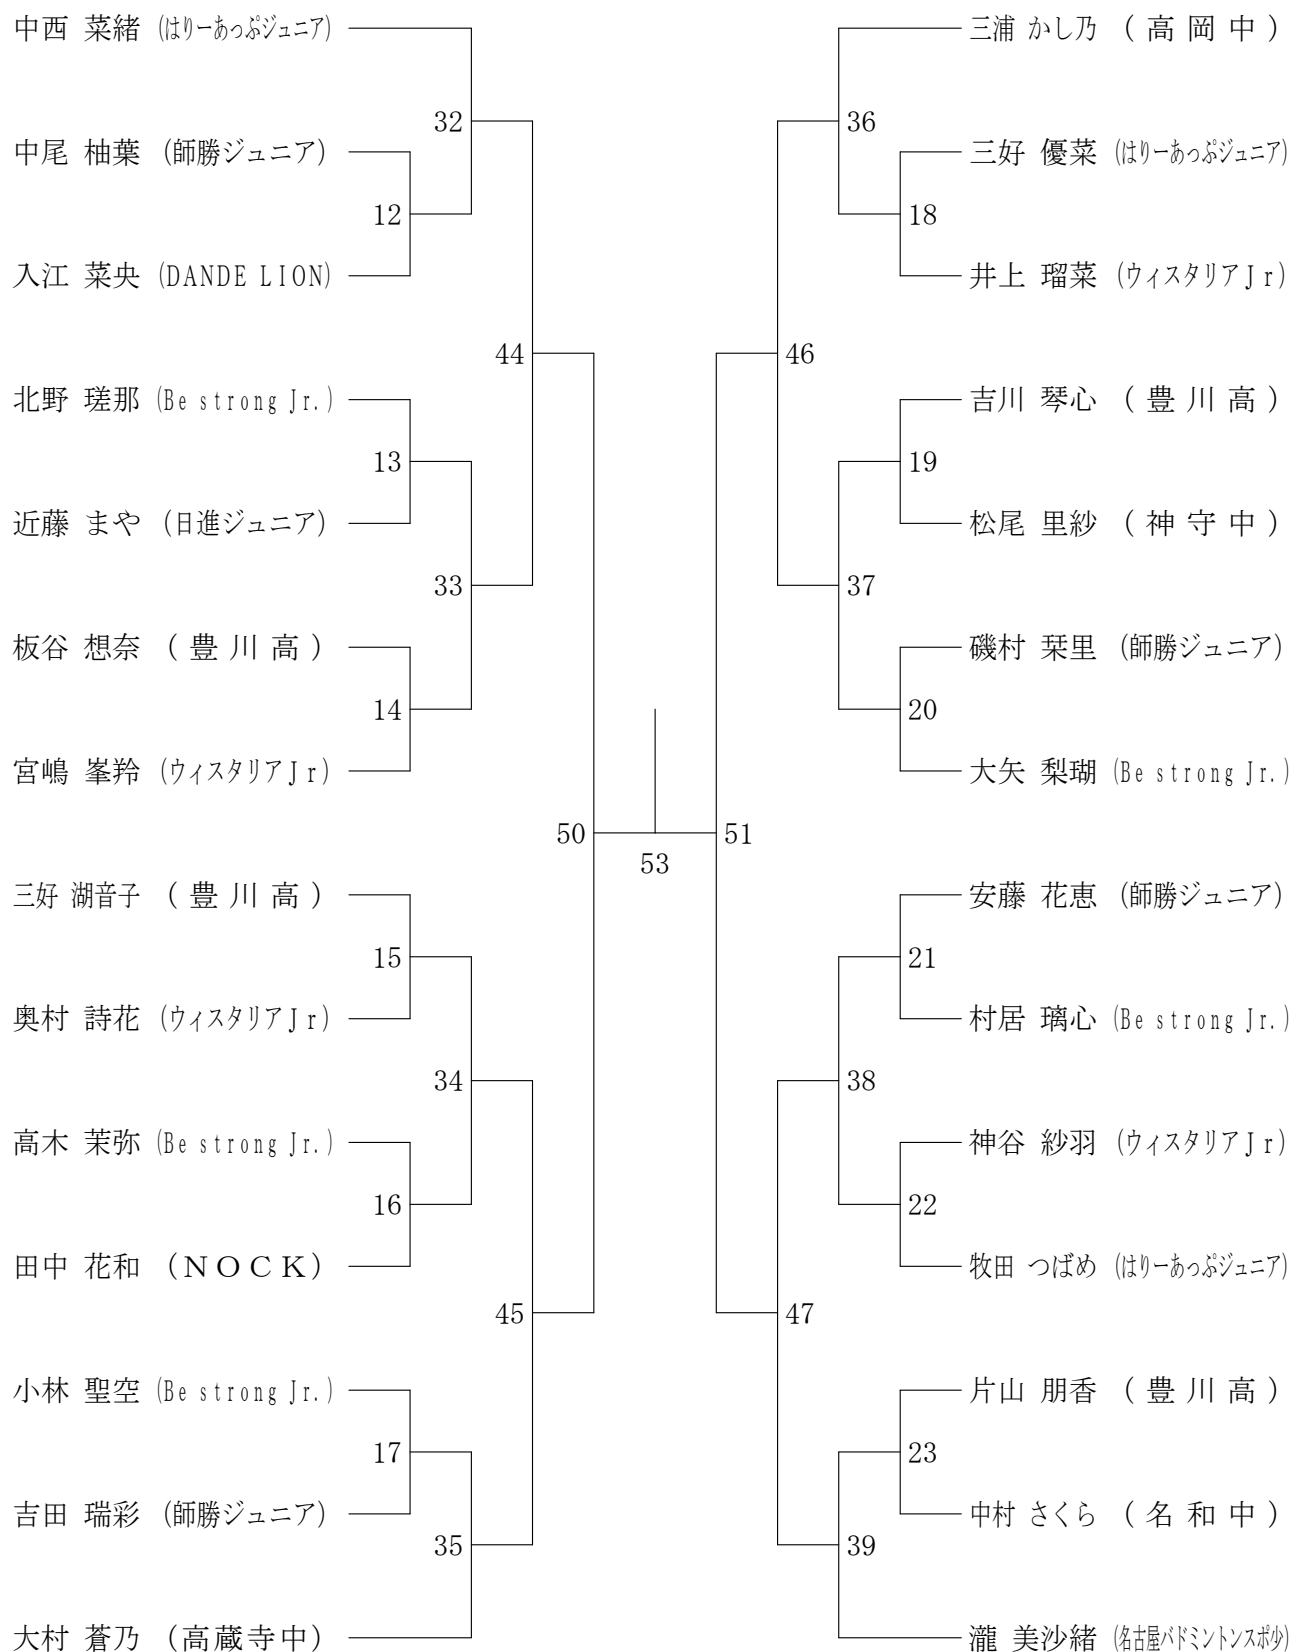 中西 菜緒 (はりーあっぷジュニア)
32
中尾 柚葉 (師勝ジュニア)
12
入江 菜央 (DANDE LION)
44
北野 瑳那 (Be strong Jr.)
13
近藤 まや (日進ジュニア)
33
板谷 想奈 (豊川高)
14
宮嶋 峯羚 (ウィスタリアJr)
50
三好 湖音子 (豊川高)
15
奥村 詩花 (ウィスタリアJr)
34
高木 茉弥 (Be strong Jr.)
16
田中 花和 (NOCK)
45
小林 聖空 (Be strong Jr.)
17
吉田 瑞彩 (師勝ジュニア)
35
大村 蒼乃 (高蔵寺中)
53
三浦 かし乃 (高岡中)
36
三好 優菜 (はりーあっぷジュニア)
18
井上 瑠菜 (ウィスタリアJr)
46
吉川 琴心 (豊川高)
19
松尾 里紗 (神守中)
37
磯村 栞里 (師勝ジュニア)
20
大矢 梨瑚 (Be strong Jr.)
51
安藤 花恵 (師勝ジュニア)
21
村居 璃心 (Be strong Jr.)
38
神谷 紗羽 (ウィスタリアJr)
22
牧田 つばめ (はりーあっぷジュニア)
47
片山 朋香 (豊川高)
23
中村 さくら (名和中)
39
瀧 美沙緒 (名古屋バドミントンスポ少)